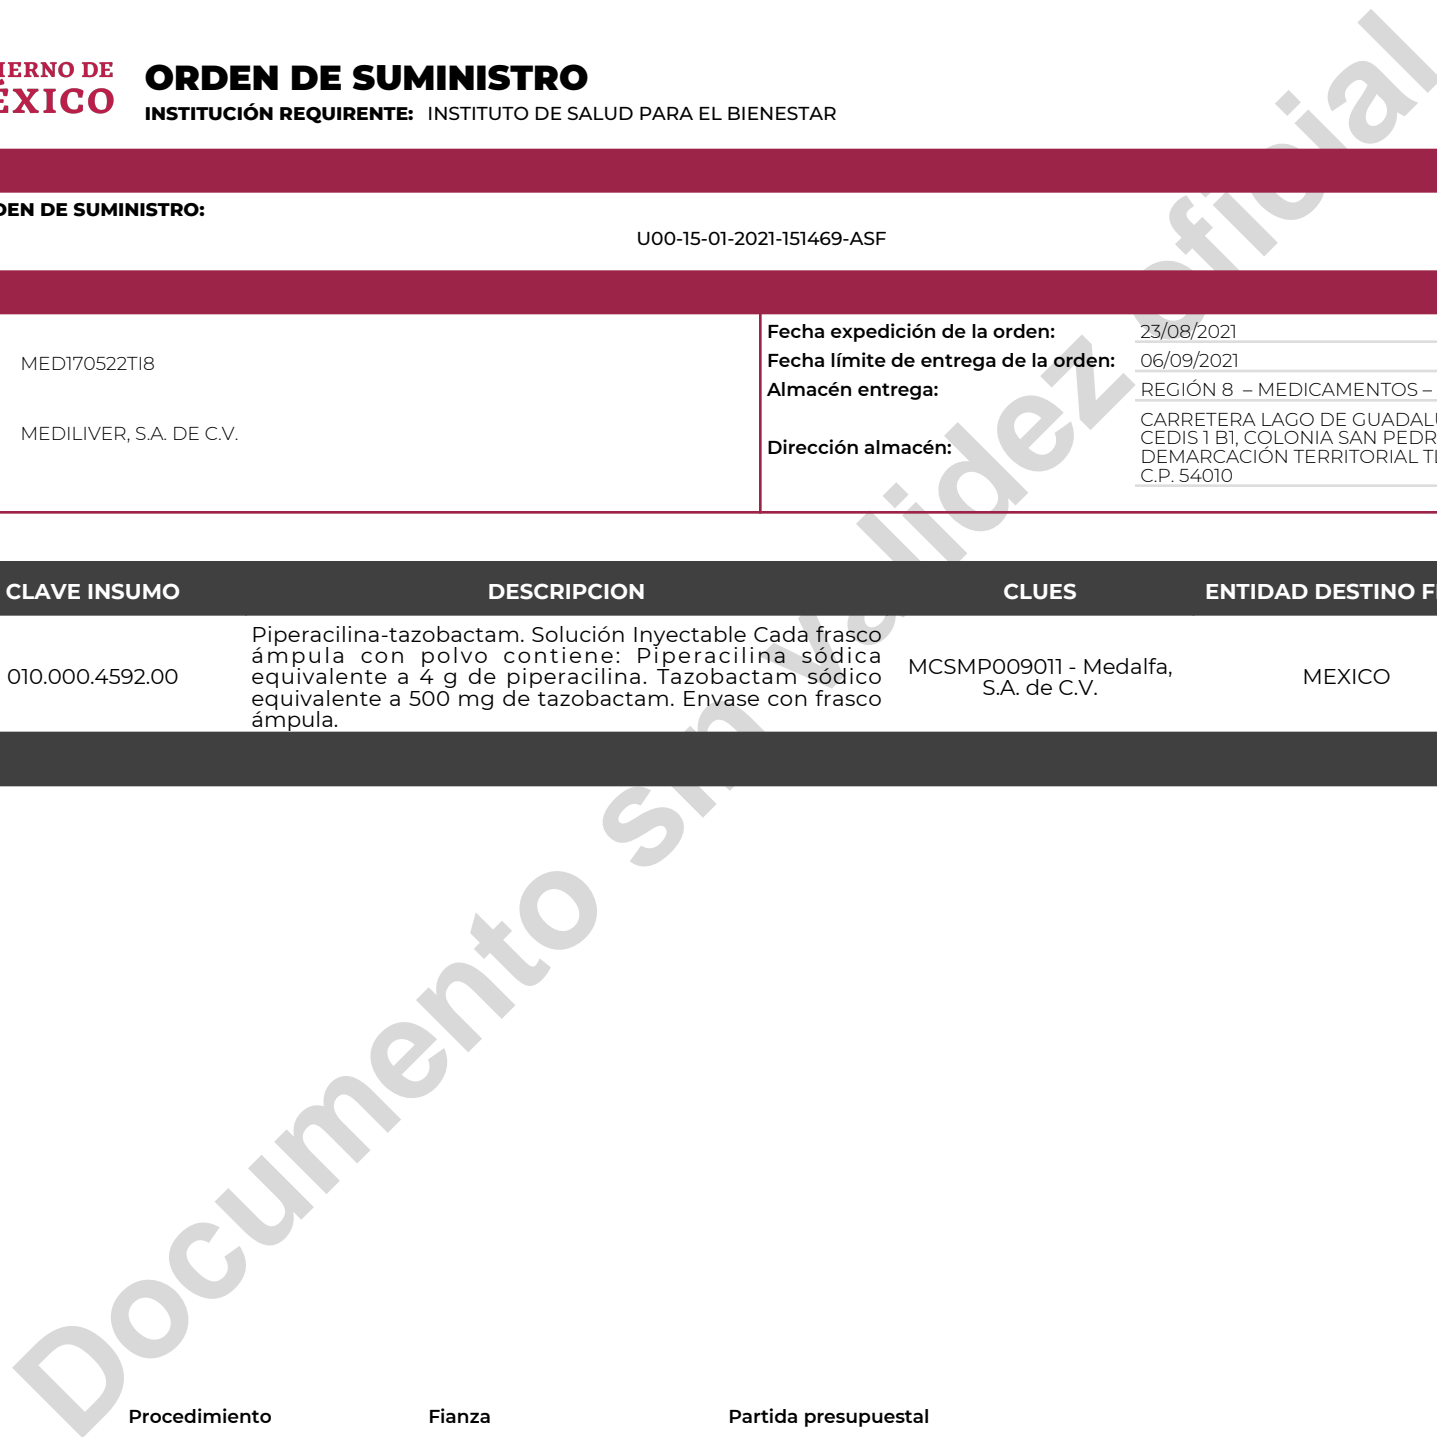 IERNO DE
ÉXICO
ORDEN DE SUMINISTRO
INSTITUCIÓN REQUIRENTE: INSTITUTO DE SALUD PARA EL BIENESTAR
DEN DE SUMINISTRO:
U00-15-01-2021-151469-ASF
MED170522TI8
MEDILIVER, S.A. DE C.V.
Fecha expedición de la orden: 23/08/2021
Fecha límite de entrega de la orden: 06/09/2021
Almacén entrega: REGIÓN 8 – MEDICAMENTOS –
Dirección almacén:
CARRETERA LAGO DE GUADALU
CEDIS 1 B1, COLONIA SAN PEDR
DEMARCACIÓN TERRITORIAL TL
C.P. 54010
CLAVE INSUMO DESCRIPCION CLUES ENTIDAD DESTINO FI
010.000.4592.00
Piperacilina-tazobactam. Solución Inyectable Cada frasco
ámpula con polvo contiene: Piperacilina sódica
equivalente a 4 g de piperacilina. Tazobactam sódico
equivalente a 500 mg de tazobactam. Envase con frasco
ámpula.
MCSMP009011 - Medalfa,
S.A. de C.V.
MEXICO
Documento sin validez oficial
Procedimiento Fianza Partida presupuestal